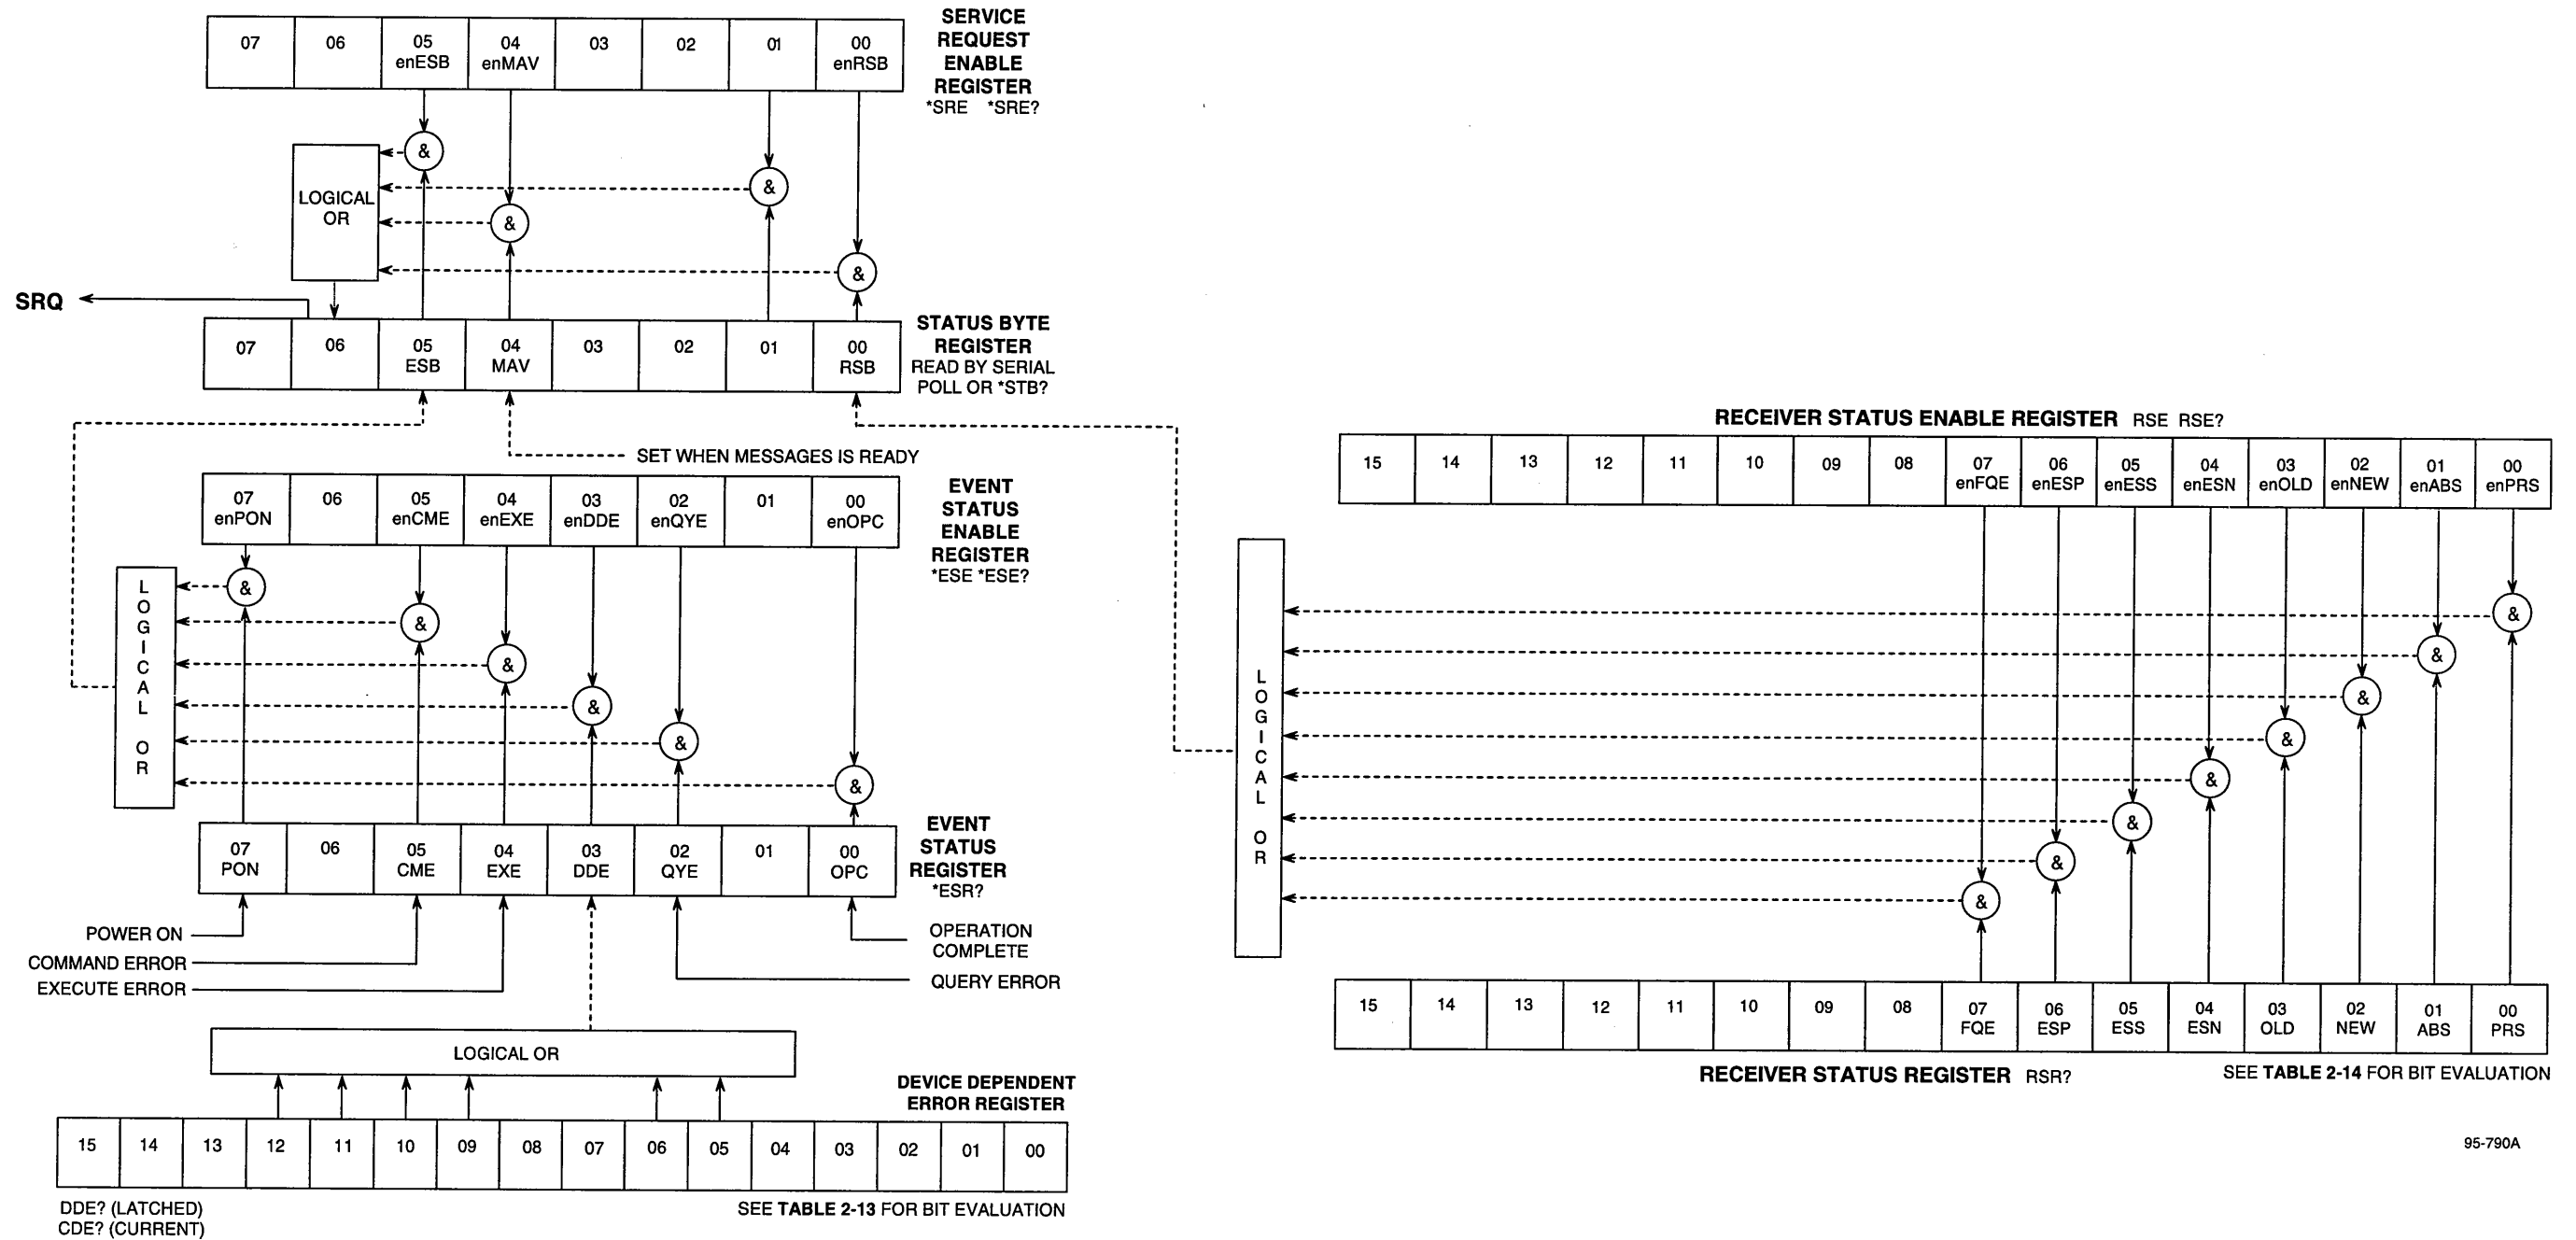 SERVICE
REQUEST
ENABLE
REGISTER
*SRE *SRE?
07 06 05 04 03 02 01 00
enESB enMAV enRSB
&
&
LOGICAL
OR
&
&
SRQ
STATUS BYTE
REGISTER
READ BY SERIAL
POLL OR *STB?
07 06 05 04 03 02 01 00
ESB MAV RSB
SET WHEN MESSAGES IS READY
EVENT
STATUS
ENABLE
REGISTER
*ESE *ESE?
07 06 05 04 03 02 01 00
enPON enCME enEXE enDDE enQYE enOPC
LOGICAL OR
&
&
&
&
&
&
EVENT
STATUS
REGISTER
*ESR?
07 06 05 04 03 02 01 00
PON CME EXE DDE QYE OPC
POWER ON
COMMAND ERROR
EXECUTE ERROR
OPERATION
COMPLETE
QUERY ERROR
LOGICAL OR
DEVICE DEPENDENT
ERROR REGISTER
15 14 13 12 11 10 09 08 07 06 05 04 03 02 01 00
DDE? (LATCHED)
CDE? (CURRENT)
SEE TABLE 2-13 FOR BIT EVALUATION
RECEIVER STATUS ENABLE REGISTER RSE RSE?
15 14 13 12 11 10 09 08 07 06 05 04 03 02 01 00
enFQE enESP enESS enESN enOLD enNEW enABS enPRS
LOGICAL OR
&
&
&
&
&
&
&
&
15 14 13 12 11 10 09 08 07 06 05 04 03 02 01 00
FQE ESP ESS ESN OLD NEW ABS PRS
RECEIVER STATUS REGISTER RSR?
SEE TABLE 2-14 FOR BIT EVALUATION
95-790A